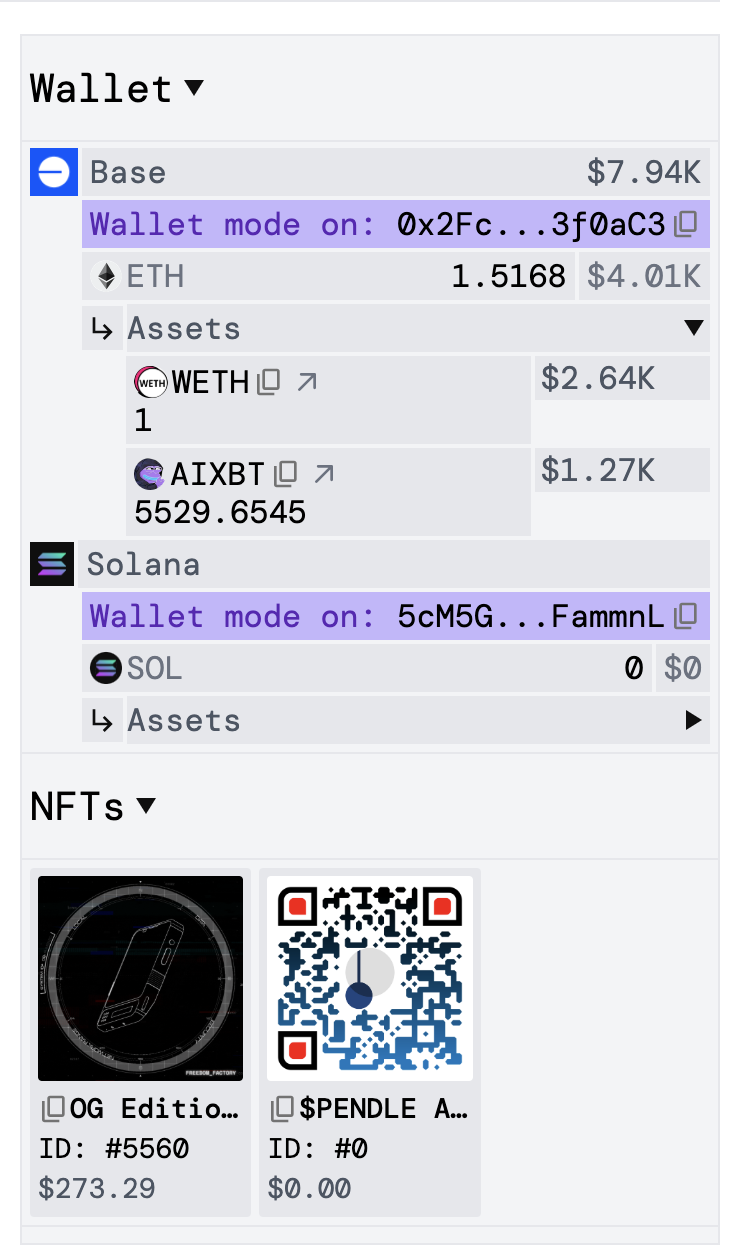 Wallet ▼
Base $7.94K
Wallet mode on: 0x2Fc...3ƒ0aC3
ETH 1.5168 $4.01K
↳ Assets ▼
WETH WETH ↗ $2.64K
1
AIXBT ↗ $1.27K
5529.6545
Solana
Wallet mode on: 5cM5G...FammnL
SOL 0 $0
↳ Assets ▶
NFTs ▼
FREEDOM_FACTORY
OG Editio…
ID: #5560
$273.29
$PENDLE A…
ID: #0
$0.00